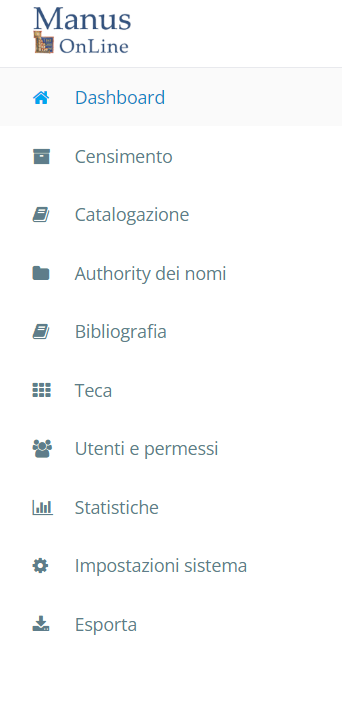 Manus
OnLine
Dashboard
Censimento
Catalogazione
Authority dei nomi
Bibliografia
Teca
Utenti e permessi
Statistiche
Impostazioni sistema
Esporta